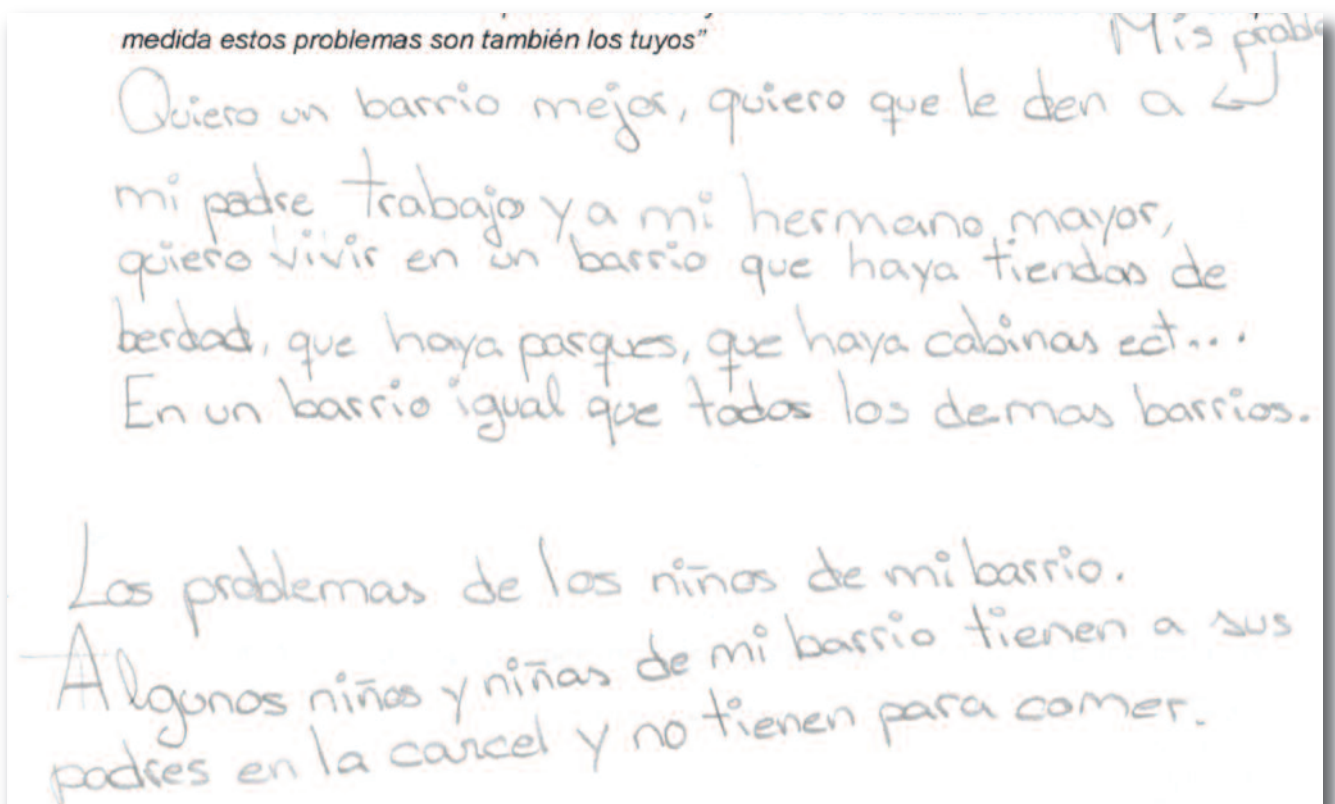 medida estos problemas son también los tuyos”
Mis proble
Quiero un barrio mejor, quiero que le den a
mi padre trabajo y a mi hermano mayor,
quiero vivir en un barrio que haya tiendas de
berdad, que haya parques, que haya cabinas ect...
En un barrio igual que todos los demas barrios.
Los problemas de los niños de mi barrio.
Algunos niños y niñas de mi barrio tienen a sus
padres en la carcel y no tienen para comer.